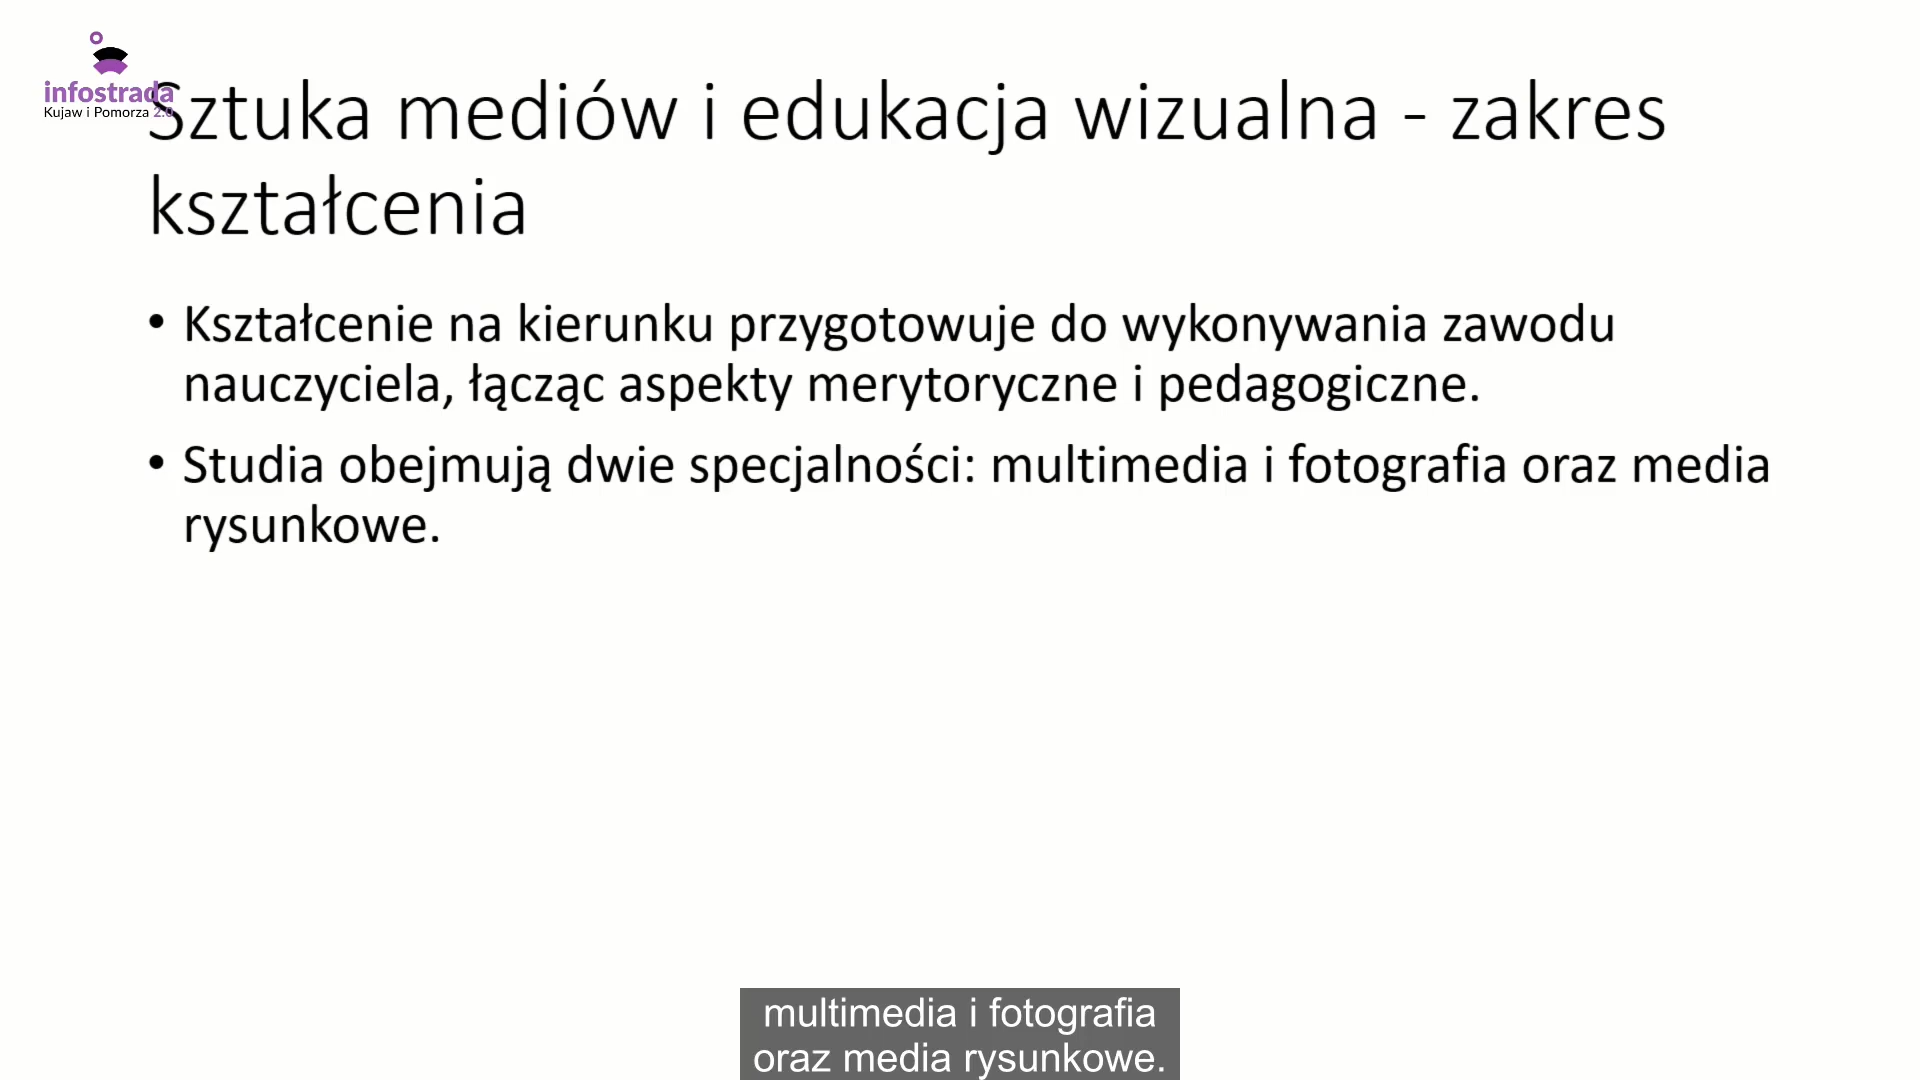 infostrada
Kujaw i Pomorza 2.0
Sztuka mediów i edukacja wizualna - zakres
kształcenia
• Kształcenie na kierunku przygotowuje do wykonywania zawodu
nauczyciela, łącząc aspekty merytoryczne i pedagogiczne.
• Studia obejmują dwie specjalności: multimedia i fotografia oraz media
rysunkowe.
multimedia i fotografia
oraz media rysunkowe.